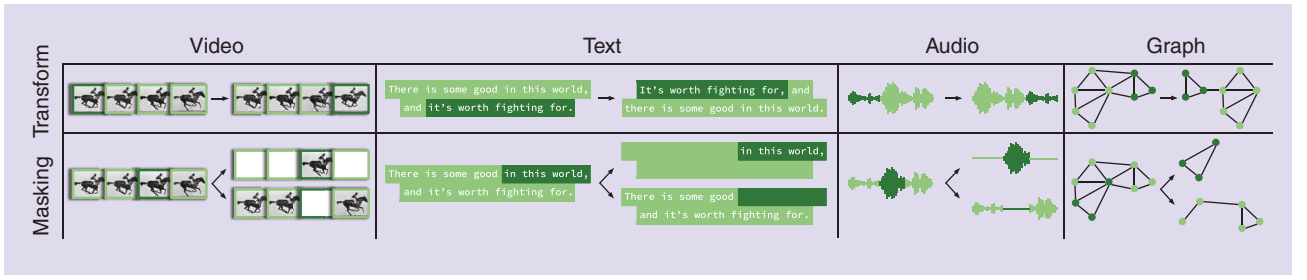 Video Text Audio Graph
Transform
There is some good in this world,
and it's worth fighting for.
It's worth fighting for, and
there is some good in this world.
Masking
There is some good in this world,
and it's worth fighting for.
in this world,
There is some good
and it's worth fighting for.